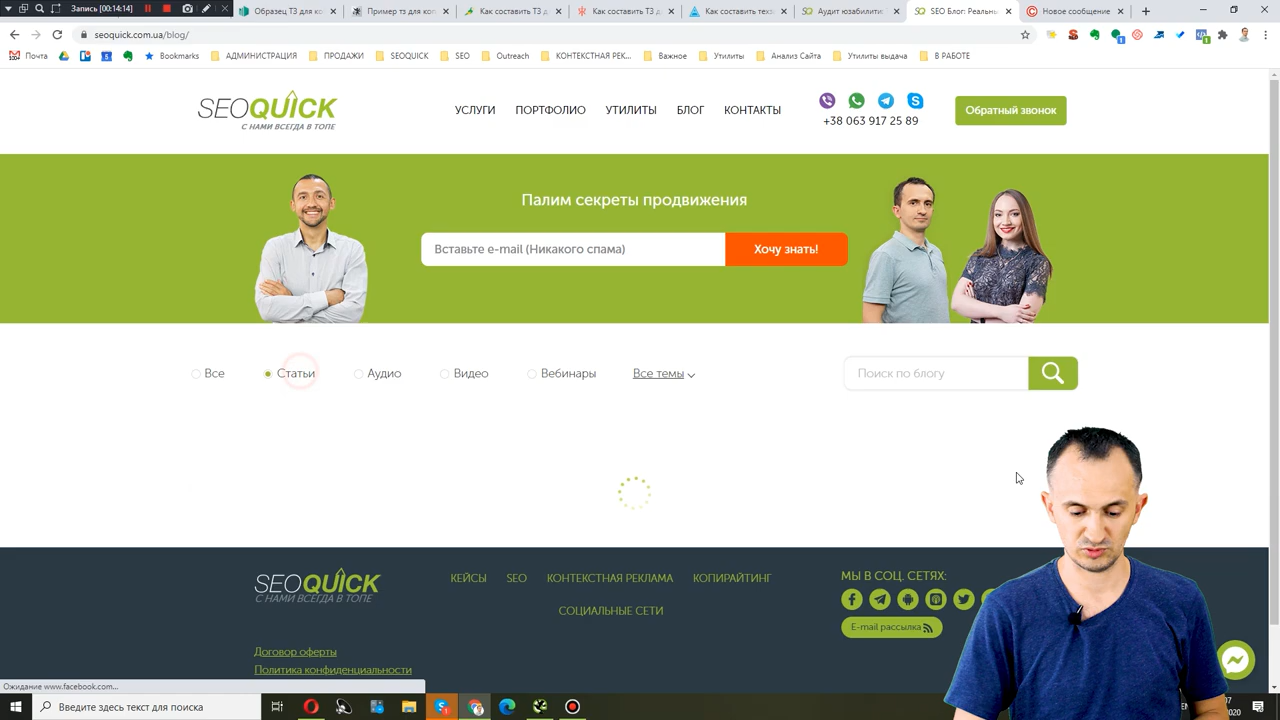 Запись [00:14:14]
Образец ТЗ для ко
Пример тз для коп
Как составить ТЗ д
Как составить ТЗ дл
Как составить техн
Аудит юзабилити:
SEO Блог: Реальны
Новое сообщение
seoquick.com.ua/blog/
Почта
Bookmarks
АДМИНИСТРАЦИЯ
ПРОДАЖИ
SEOQUICK
SEO
Outreach
КОНТЕКСТНАЯ РЕК...
Важное
Утилиты
Анализ Сайта
Утилиты выдача
В РАБОТЕ
SEOQUICK
С НАМИ ВСЕГДА В ТОПЕ
УСЛУГИ
ПОРТФОЛИО
УТИЛИТЫ
БЛОГ
КОНТАКТЫ
+38 063 917 25 89
Обратный звонок
Палим секреты продвижения
Вставьте e-mail (Никакого спама)
Хочу знать!
Все
Статьи
Аудио
Видео
Вебинары
Все темы
Поиск по блогу
SEOQUICK
С НАМИ ВСЕГДА В ТОПЕ
КЕЙСЫ
SEO
КОНТЕКСТНАЯ РЕКЛАМА
КОПИРАЙТИНГ
СОЦИАЛЬНЫЕ СЕТИ
МЫ В СОЦ. СЕТЯХ:
E-mail рассылка
Договор оферты
Политика конфиденциальности
Ожидание www.facebook.com...
Введите здесь текст для поиска